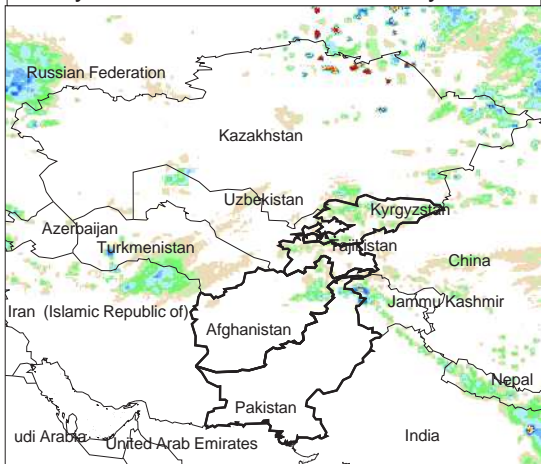 Russian Federation
Kazakhstan
Uzbekistan
Kyrgyzstan
Azerbaijan
Turkmenistan
Tajikistan
China
Iran (Islamic Republic of)
Jammu Kashmir
Afghanistan
Nepal
Pakistan
udi Arabia
United Arab Emirates
India